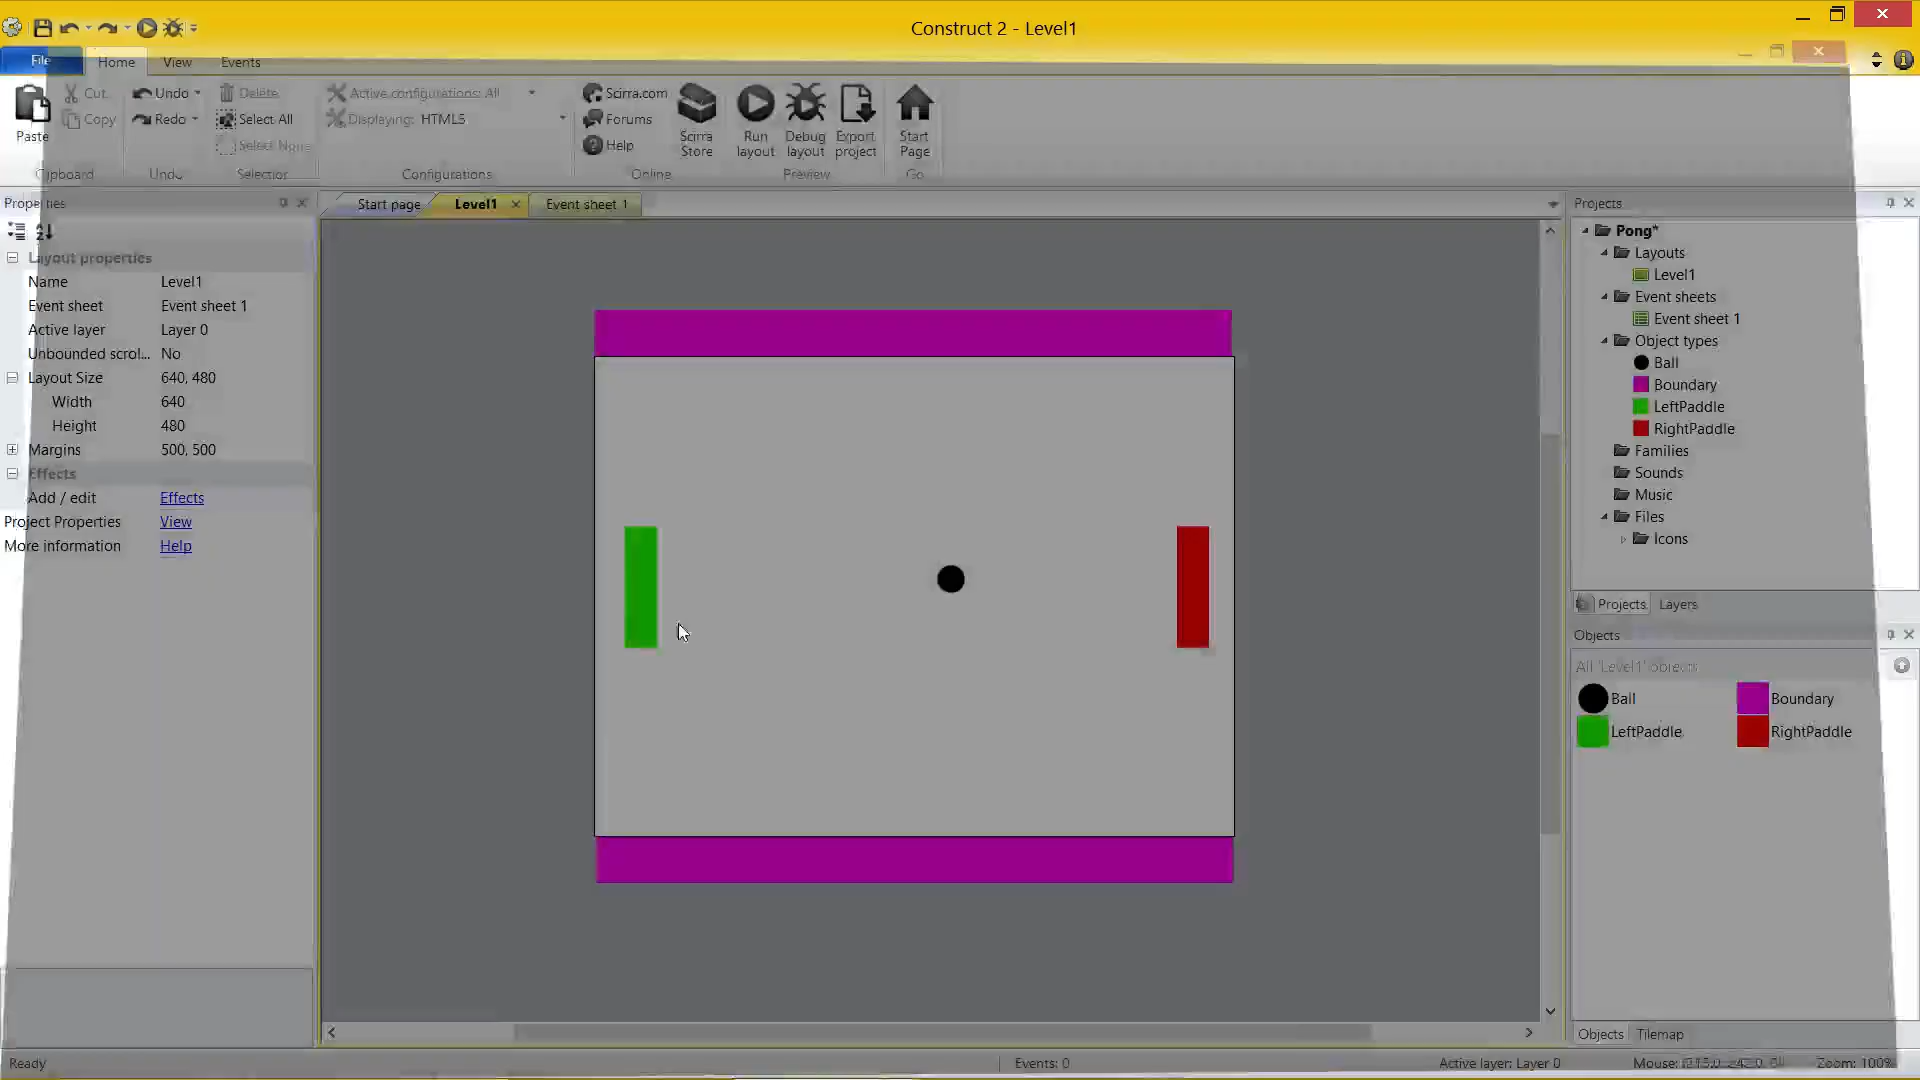 Construct 2 - Level1
File
Home
View
Events
Paste
Cut
Copy
Clipboard
Undo
Redo
Undo
Delete
Select All
Select None
Selection
Active configurations: All
Displaying: HTML5
Configurations
Scirra.com
Forums
Help
Scirra Store
Online
Run layout
Debug layout
Export project
Preview
Start Page
Go
Properties
Start page
Level1
Event sheet 1
Projects
Layout properties
Name Level1
Event sheet Event sheet 1
Active layer Layer 0
Unbounded scrol... No
Layout Size 640, 480
Width 640
Height 480
Margins 500, 500
Effects
Add / edit Effects
Project Properties View
More information Help
Pong*
Layouts
Level1
Event sheets
Event sheet 1
Object types
Ball
Boundary
LeftPaddle
RightPaddle
Families
Sounds
Music
Files
Icons
Projects
Layers
Objects
All 'Level1' objects
Ball
Boundary
LeftPaddle
RightPaddle
Objects
Tilemap
Ready
Events: 0
Active layer: Layer 0
Mouse:
Zoom: 100%